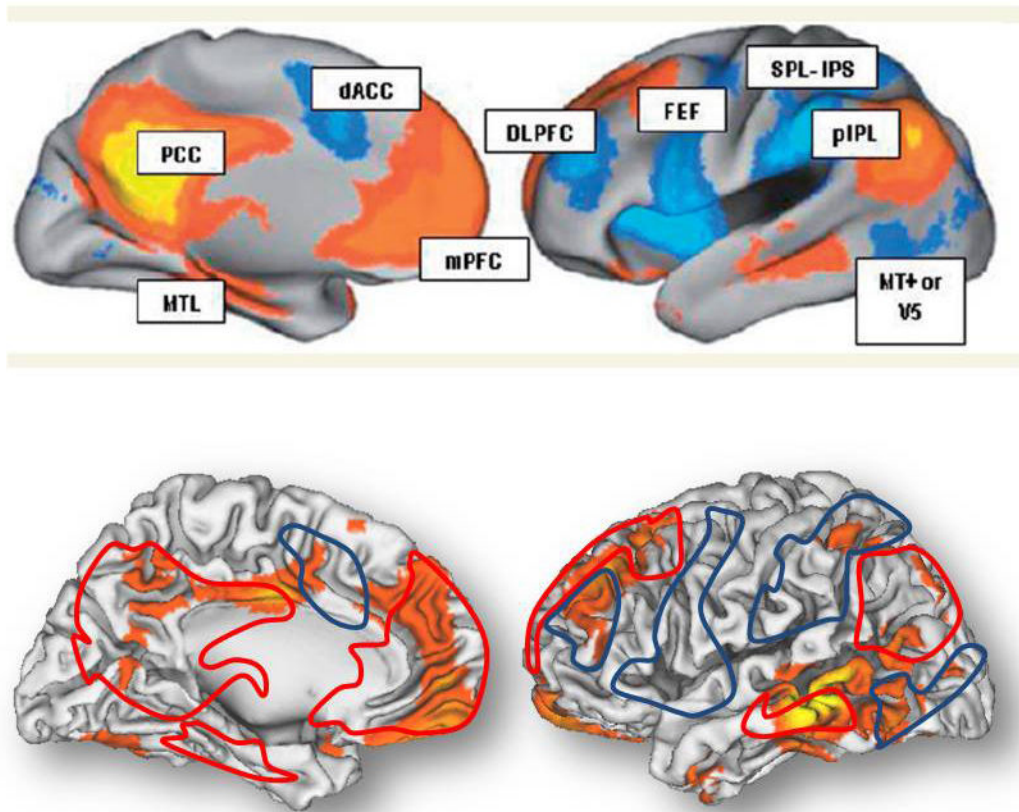 dACC
SPL-IPS
FEF
DLPFC
PCC
pIPL
mPFC
MTL
MT+ or
V5